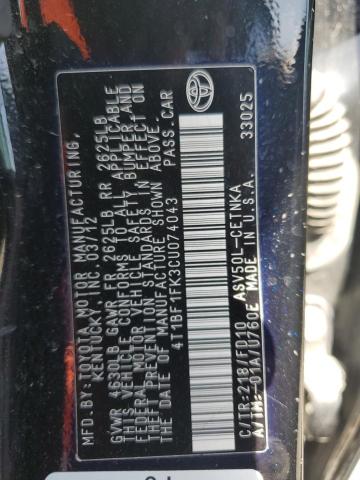 MFD.BY:TOYOTA MOTOR MANUFACTURING,
KENTUCKY, INC. 03/12
GVWR 4630LB GAWR FR 2625LB RR 2625LB
THIS VEHICLE CONFORMS TO ALL APPLICABLE
FEDERAL MOTOR VEHICLE SAFETY, BUMPER, AND
THEFT PREVENTION STANDARDS IN EFFECT ON
THE DATE OF MANUFACTURE SHOWN ABOVE.
4T1BF1FK3CU074043 PASS.CAR
C/TR:218/FD10 ASV50L-CETNKA
A/TM:-01A/U760E MADE IN U.S.A. 33025